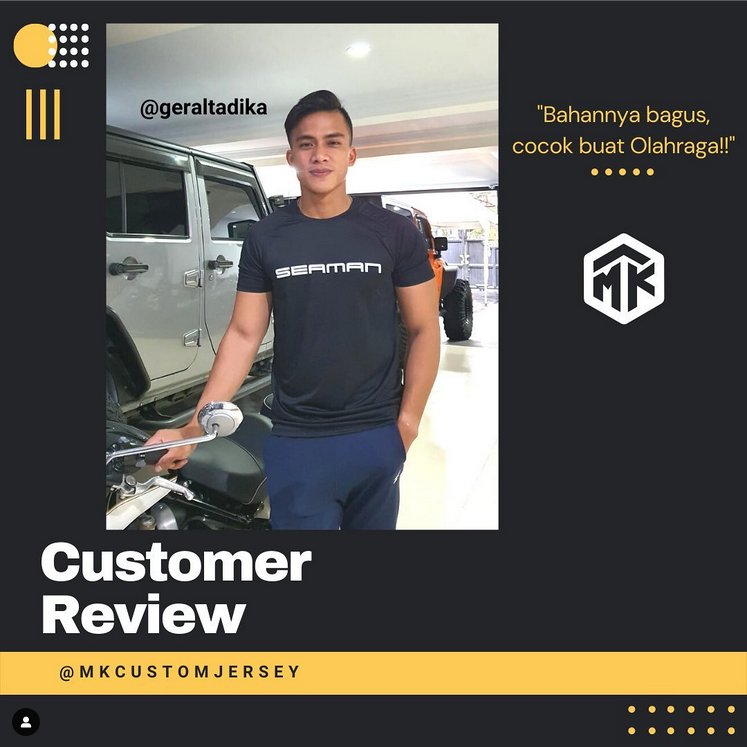 @geraltadika
"Bahannya bagus,
cocok buat Olahraga!!"
SEAMAN
MK
Customer
Review
@MKCUSTOMJERSEY